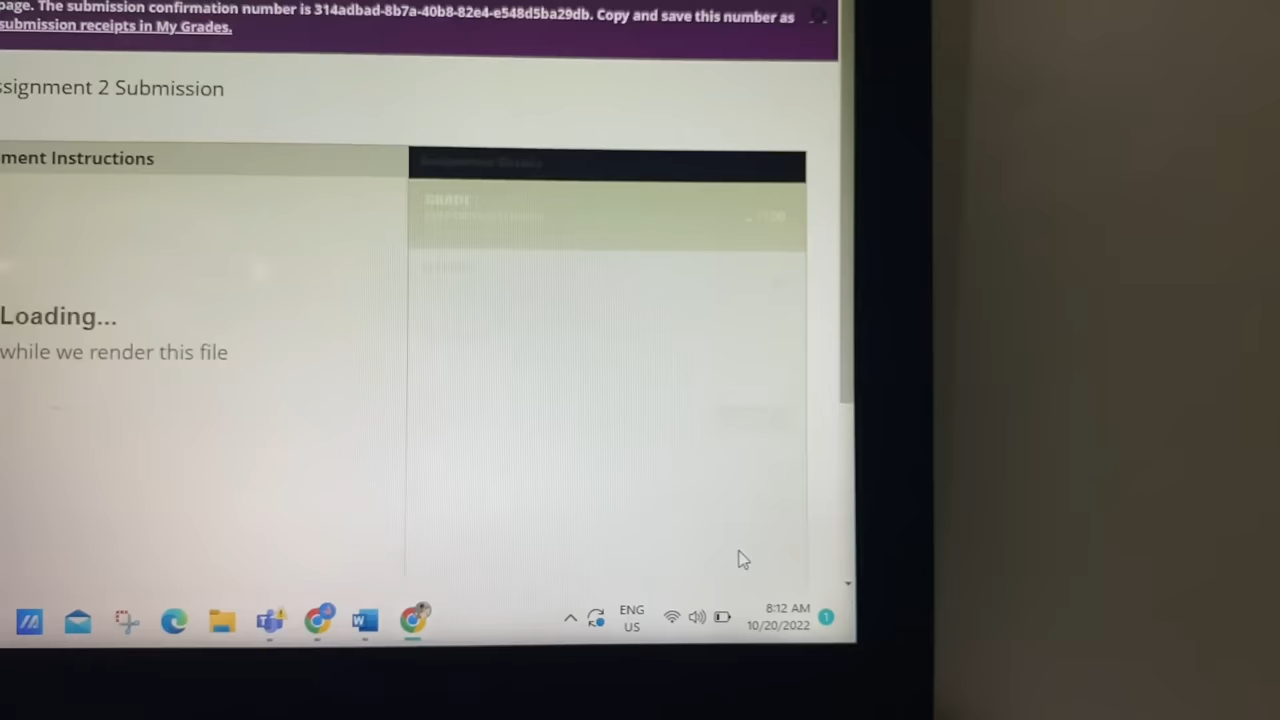 page. The submission confirmation number is 314adbad-8b7a-40b8-82e4-e548d5ba29db. Copy and save this number as
submission receipts in My Grades.
ssignment 2 Submission
ment Instructions
GRADE
Loading...
while we render this file
ENG
US
8:12 AM
10/20/2022
1